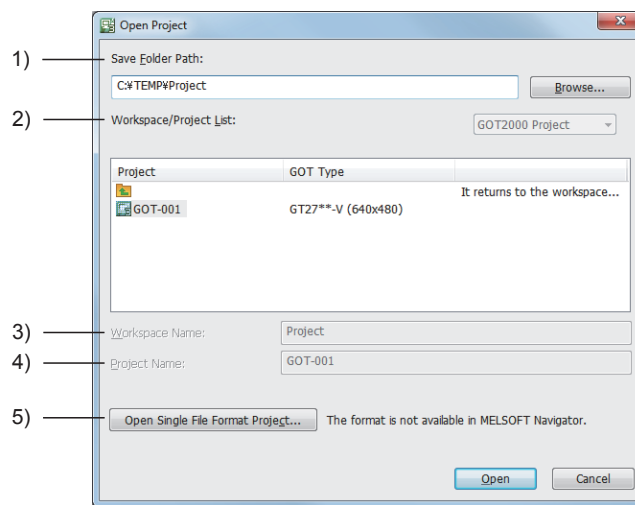 Open Project
1)
Save Folder Path:
C:¥TEMP¥Project
Browse...
2)
Workspace/Project List:
GOT2000 Project
Project GOT Type
It returns to the workspace...
GOT-001 GT27**-V (640x480)
3)
Workspace Name: Project
4)
Project Name: GOT-001
5)
Open Single File Format Project... The format is not available in MELSOFT Navigator.
Open Cancel